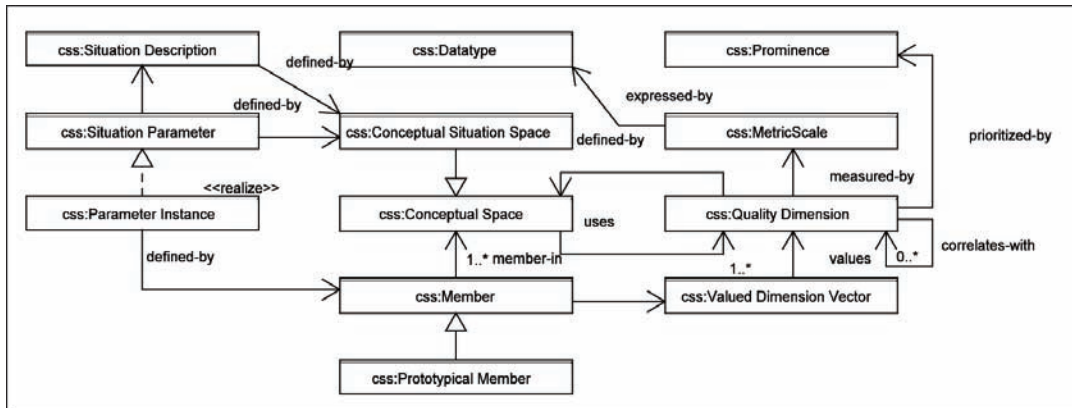 css:Situation Description
css:Datatype
css:Prominence
defined-by
defined-by
expressed-by
css:Situation Parameter
css:Conceptual Situation Space
defined-by
css:MetricScale
prioritized-by
<<realize>>
measured-by
css:Parameter Instance
css:Conceptual Space
uses
css:Quality Dimension
defined-by
1..* member-in
1..*
values
0..*
correlates-with
css:Member
css:Valued Dimension Vector
css:Prototypical Member